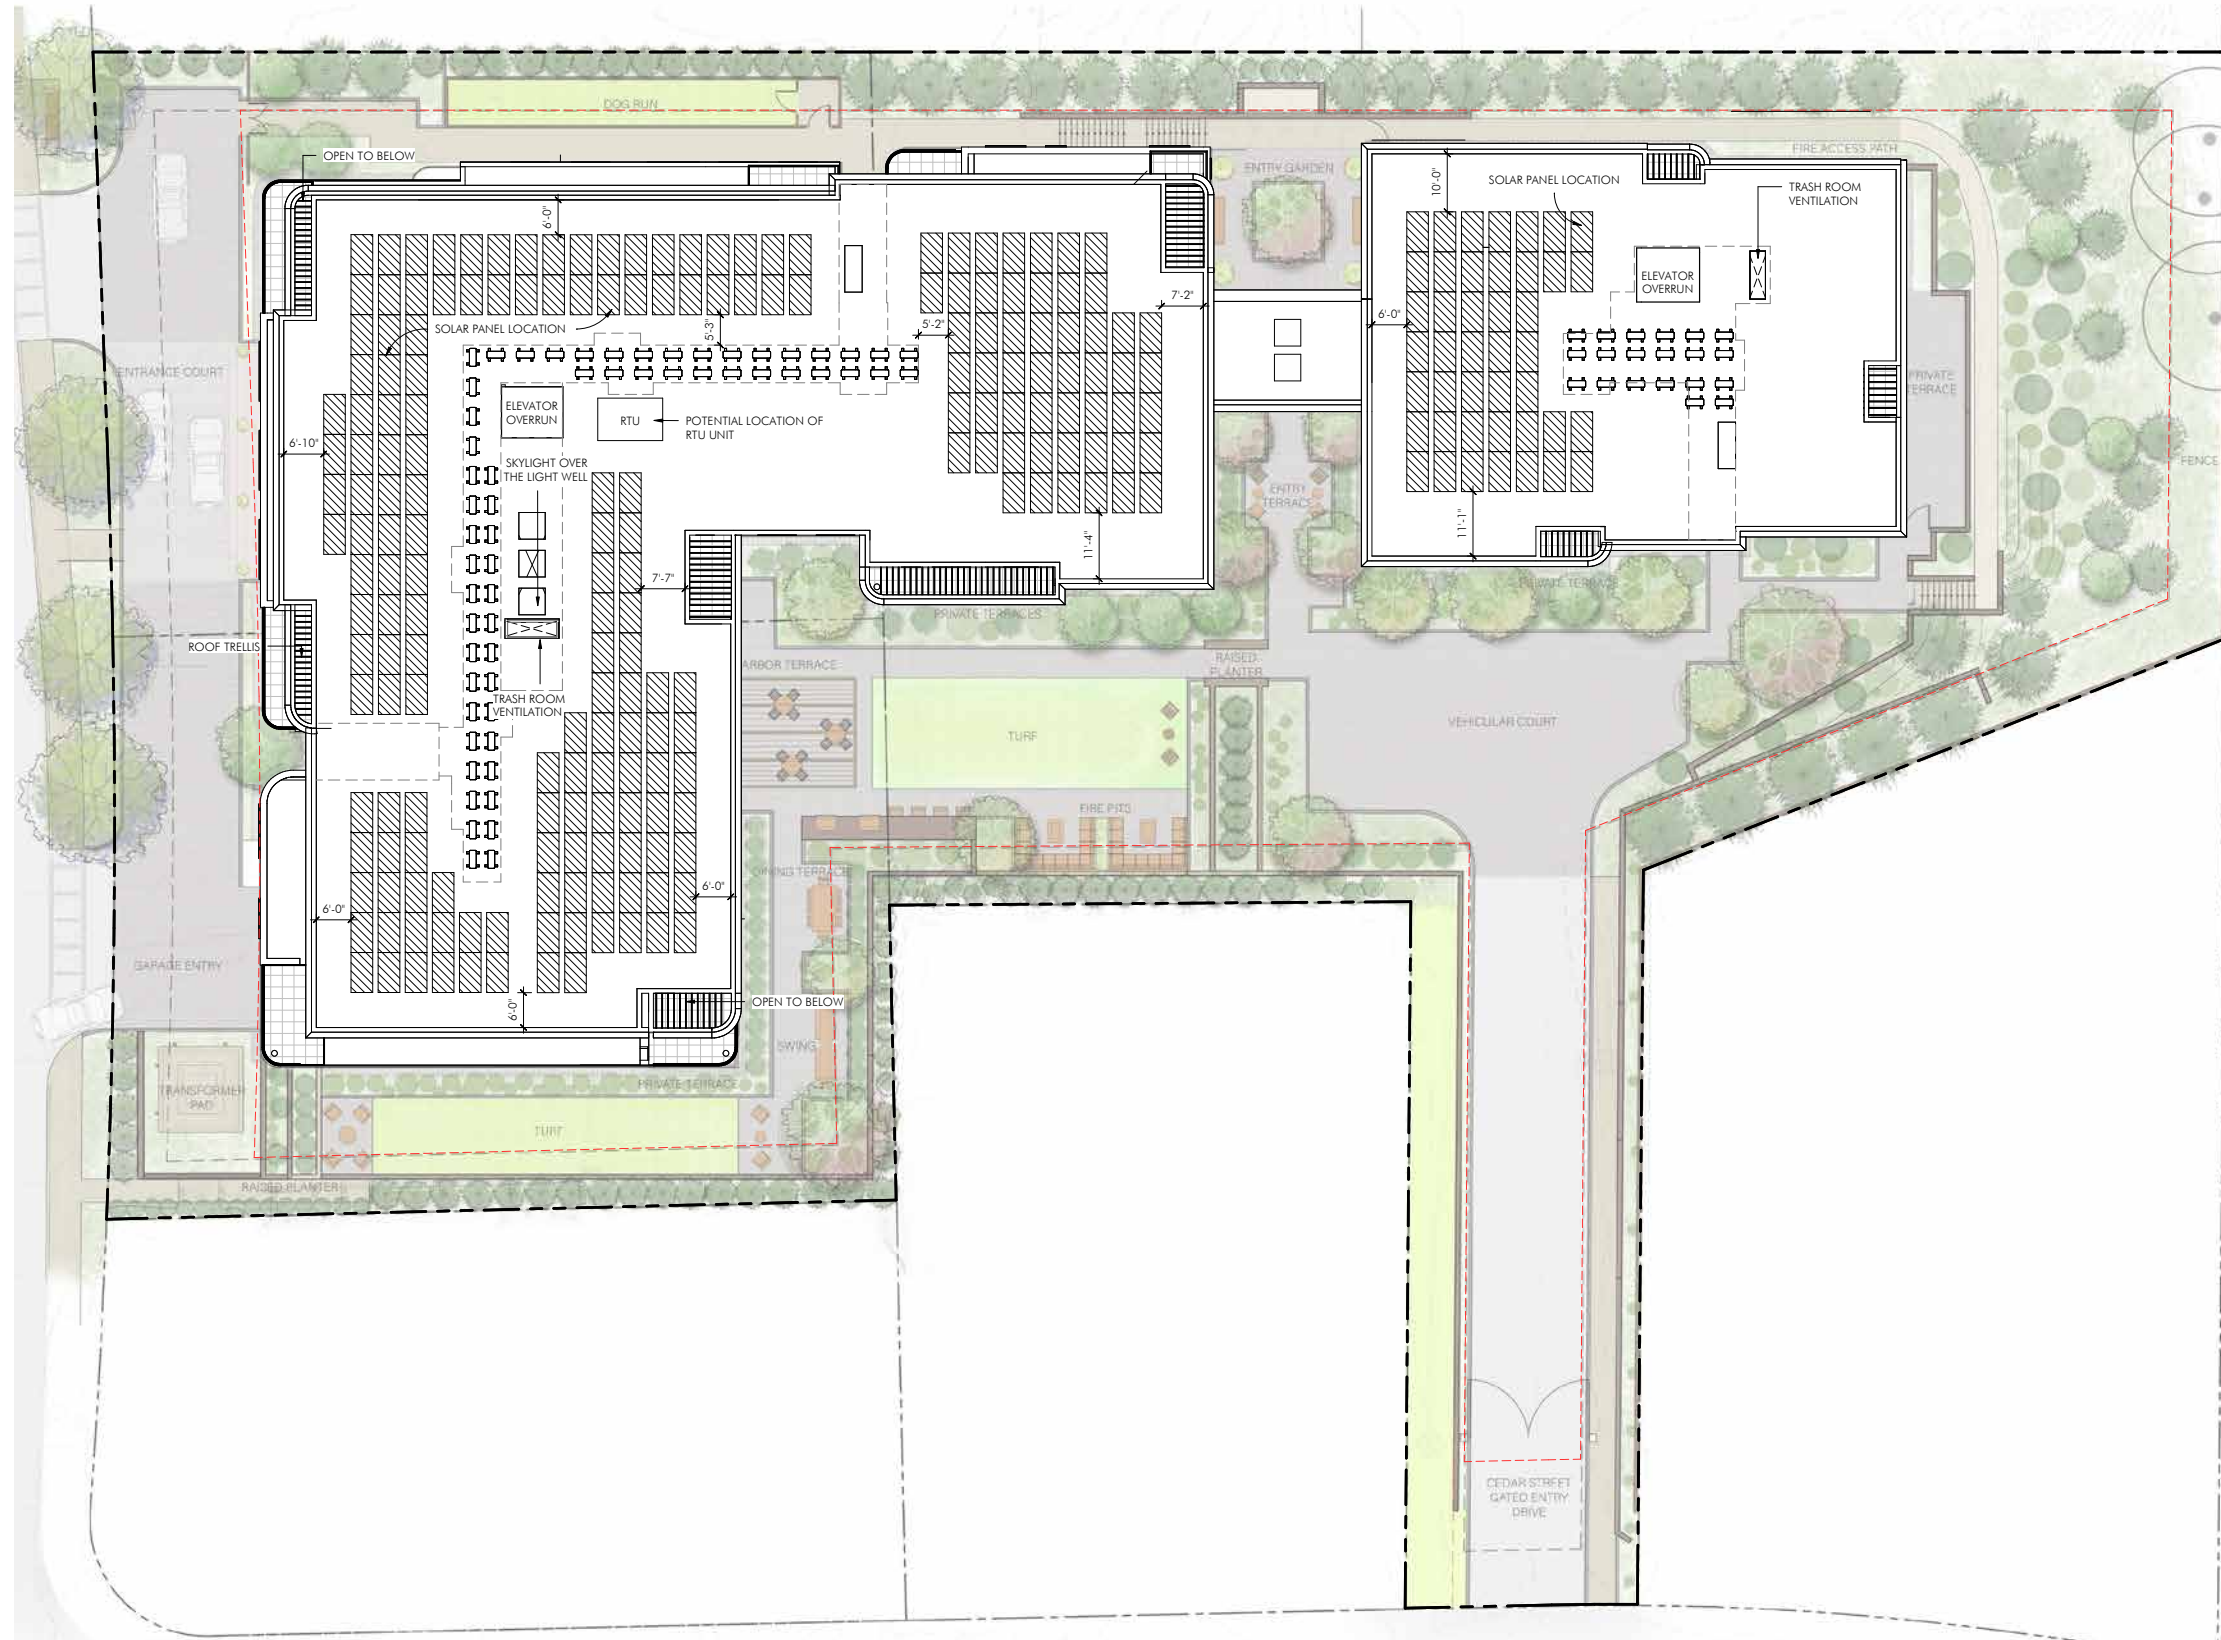 DOG RUN
OPEN TO BELOW
ENTRY GARDEN
FIRE ACCESS PATH
10'-0"
SOLAR PANEL LOCATION
TRASH ROOM
VENTILATION
6'-0"
ELEVATOR
OVERRUN
7'-2"
6'-0"
5'-2"
5'-3"
SOLAR PANEL LOCATION
ENTRANCE COURT
PRIVATE
TERRACE
ELEVATOR
OVERRUN
RTU
POTENTIAL LOCATION OF
RTU UNIT
6'-10"
SKYLIGHT OVER
THE LIGHT WELL
FENCE
ENTRY
TERRACE
11'-1"
11'-4"
7'-7"
PRIVATE TERRACE
PRIVATE TERRACES
ROOF TRELLIS
ARBOR TERRACE
RAISED
PLANTER
TRASH ROOM
VENTILATION
VEHICULAR COURT
TURF
FIRE PITS
DINING TERRACE
6'-0"
6'-0"
GARAGE ENTRY
6'-0"
OPEN TO BELOW
SWING
PRIVATE TERRACE
TRANSFORMER
PAD
TURF
RAISED PLANTER
CEDAR STREET
GATED ENTRY
DRIVE